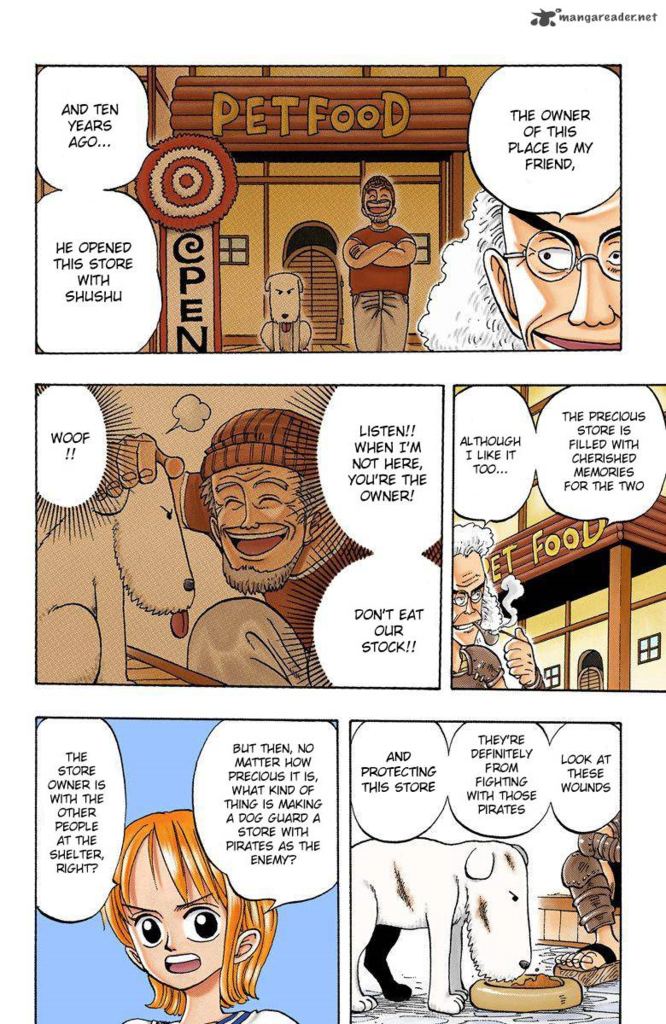 mangareader.net
THE OWNER
OF THIS
PLACE IS MY
FRIEND,
PET FOOD
AND TEN
YEARS
AGO...
HE OPENED
THIS STORE
WITH
SHUSHU
OPEN
THE PRECIOUS
STORE IS
FILLED WITH
CHERISHED
MEMORIES
FOR THE TWO
ALTHOUGH
I LIKE IT
TOO...
PET FOOD
LISTEN!!
WHEN I'M
NOT HERE,
YOU'RE THE
OWNER!
DON'T EAT
OUR
STOCK!!
WOOF
!!
LOOK AT
THESE
WOUNDS
THEY'RE
DEFINITELY
FROM
FIGHTING
WITH THOSE
PIRATES
AND
PROTECTING
THIS STORE
BUT THEN, NO
MATTER HOW
PRECIOUS IT IS,
WHAT KIND OF
THING IS MAKING
A DOG GUARD A
STORE WITH
PIRATES AS THE
ENEMY?
THE
STORE
OWNER IS
WITH THE
OTHER
PEOPLE
AT THE
SHELTER,
RIGHT?